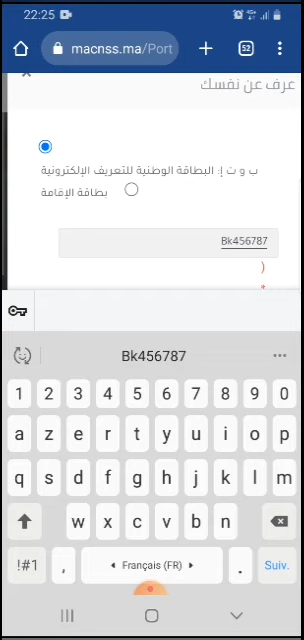 22:25
macnss.ma/Port
52
عرف عن نفسك
ب و ت إ: البطاقة الوطنية للتعريف الإلكترونية
بطاقة الإقامة
Bk456787
(
*
Bk456787
1 2 3 4 5 6 7 8 9 0
a z e r t y u i o p
q s d f g h j k l m
w x c v b n
!#1 , Français (FR) . Suiv.